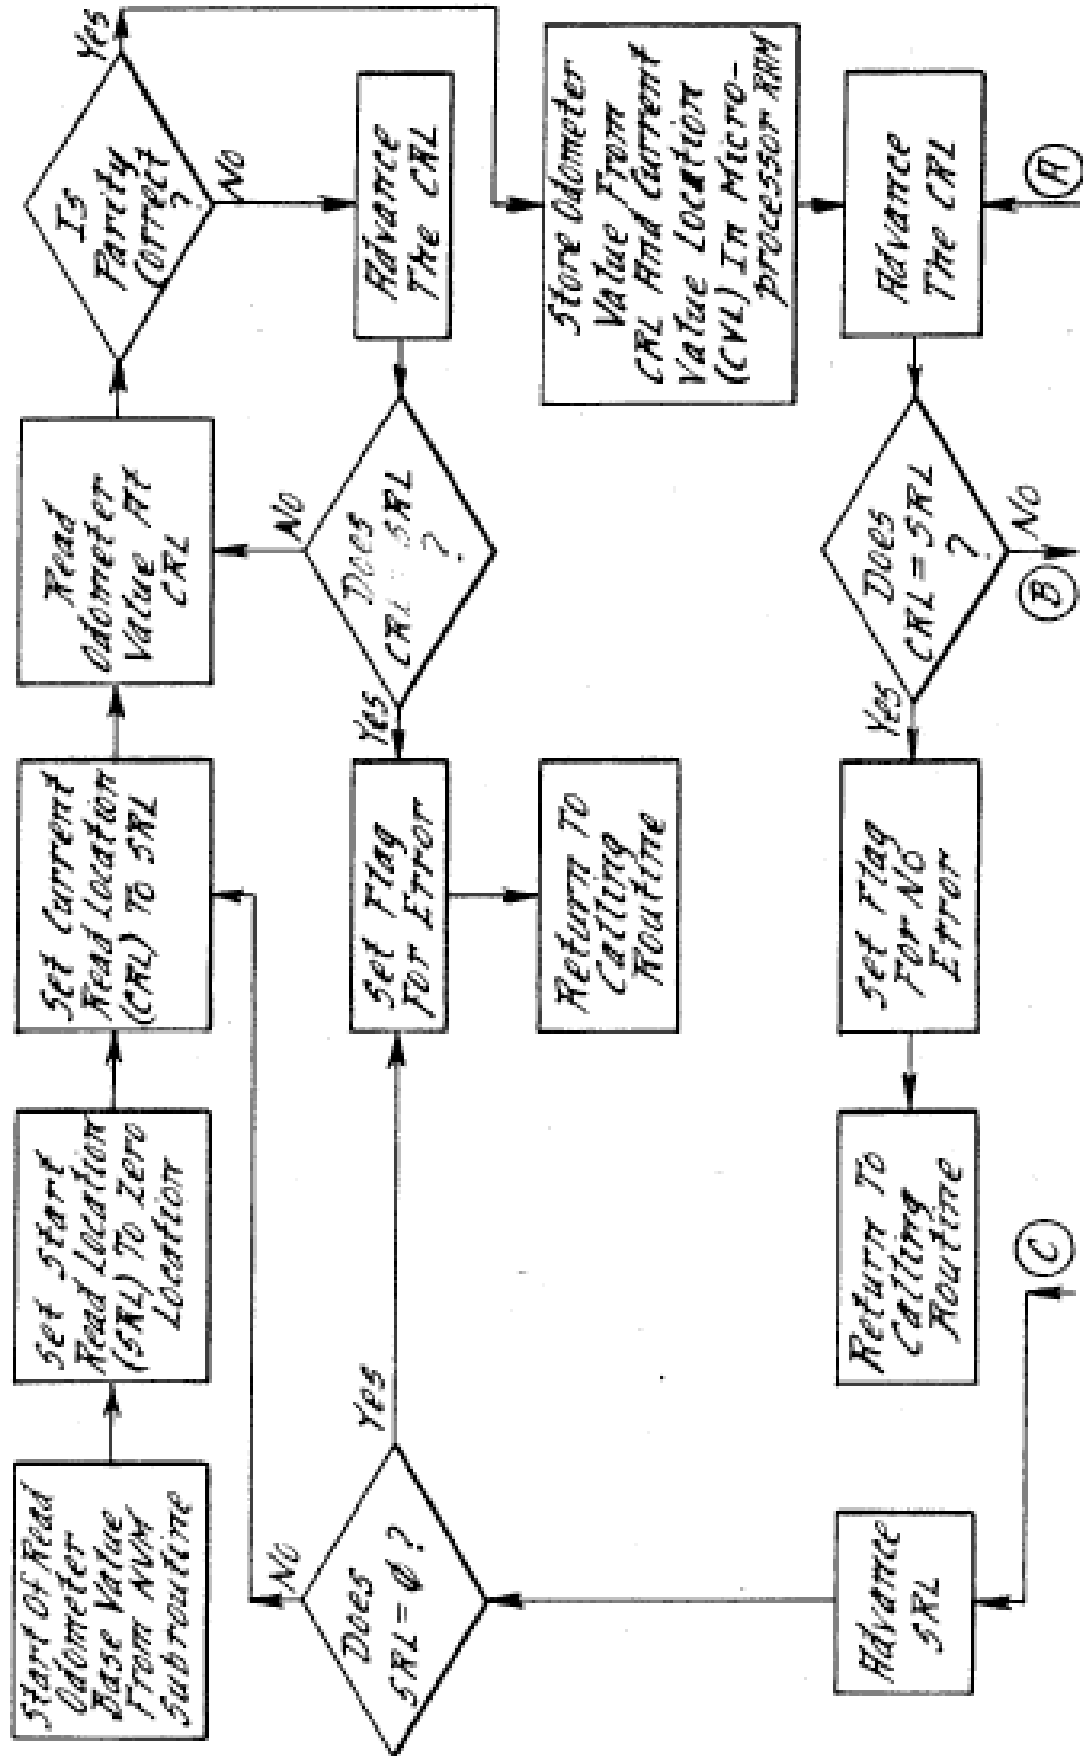 Start Of Read
Odometer
Base Value
From NVM
Subroutine
Set Start
Read Location
(SRL) To Zero
Location
Set Current
Read Location
(CRL) To SRL
Read
Odometer
Value At
CRL
Is
Parity
Correct
?
Yes
No
Advance
The CRL
Does
CRL = SRL
?
No
Yes
Set Flag
For Error
Return To
Calling
Routine
Does
SRL = 0 ?
No
Yes
Store Odometer
Value From
CRL And Current
Value Location
(CVL) In Micro-
processor RAM
Advance
The CRL
A
Does
CRL = SRL
?
No
B
Yes
Set Flag
For No
Error
Return To
Calling
Routine
Advance
SRL
C